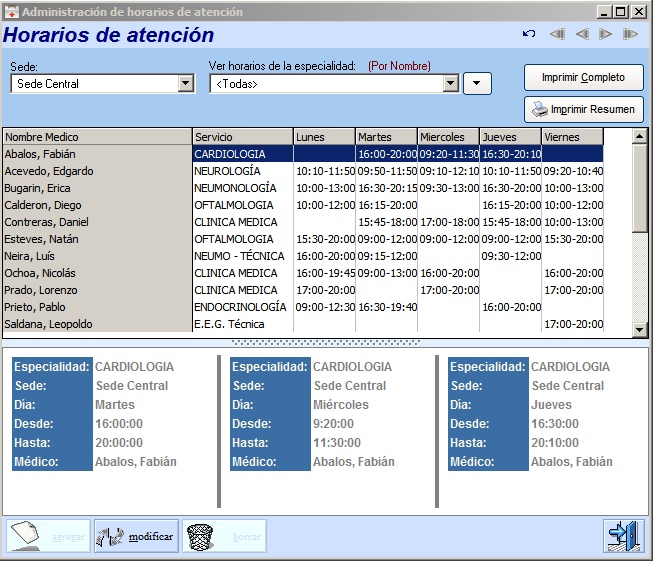 Administración de horarios de atención
Horarios de atención
Sede:
Sede Central
Ver horarios de la especialidad: (Por Nombre)
<Todas>
Imprimir Completo
Imprimir Resumen
Nombre Medico Servicio Lunes Martes Miercoles Jueves Viernes
Abalos, Fabián CARDIOLOGIA 16:00-20:00 09:20-11:30 16:30-20:10
Acevedo, Edgardo NEUROLOGÍA 10:10-11:50 09:50-11:50 09:10-12:10 10:10-11:50 09:20-10:40
Bugarin, Erica NEUMONOLOGÍA 10:00-13:00 16:30-20:15 09:30-13:00 16:30-20:00 10:00-13:00
Calderon, Diego OFTALMOLOGIA 16:15-20:00 16:15-20:00 10:00-12:00
Contreras, Daniel CLINICA MEDICA 15:45-18:00 17:00-18:00 15:45-18:00 10:00-13:00
Esteves, Natán OFTALMOLOGIA 15:30-20:00 09:00-12:00 09:00-12:00 09:00-12:00 15:30-20:00
Neira, Luís NEUMO - TÉCNICA 16:00-20:00 09:15-12:00 09:30-12:00
Ochoa, Nicolás CLINICA MEDICA 16:00-19:45 09:00-13:00 16:00-20:00 16:00-20:00
Prado, Lorenzo CLINICA MEDICA 17:00-20:00 17:00-20:00 17:00-20:00
Prieto, Pablo ENDOCRINOLOGÍA 09:00-12:30 16:30-19:40 16:00-20:00
Saldana, Leopoldo E.E.G. Técnica 17:00-20:00
Especialidad: CARDIOLOGIA
Sede: Sede Central
Día: Martes
Desde: 16:00:00
Hasta: 20:00:00
Médico: Abalos, Fabián
Especialidad: CARDIOLOGIA
Sede: Sede Central
Día: Miércoles
Desde: 9:20:00
Hasta: 11:30:00
Médico: Abalos, Fabián
Especialidad: CARDIOLOGIA
Sede: Sede Central
Día: Jueves
Desde: 16:30:00
Hasta: 20:10:00
Médico: Abalos, Fabián
agregar modificar borrar